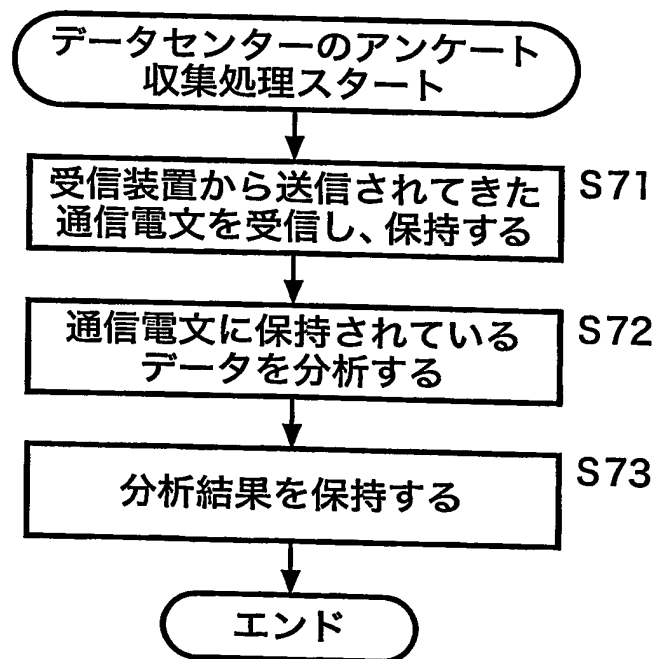 データセンターのアンケート
収集処理スタート
受信装置から送信されてきた
通信電文を受信し、保持する
S71
通信電文に保持されている
データを分析する
S72
分析結果を保持する
S73
エンド